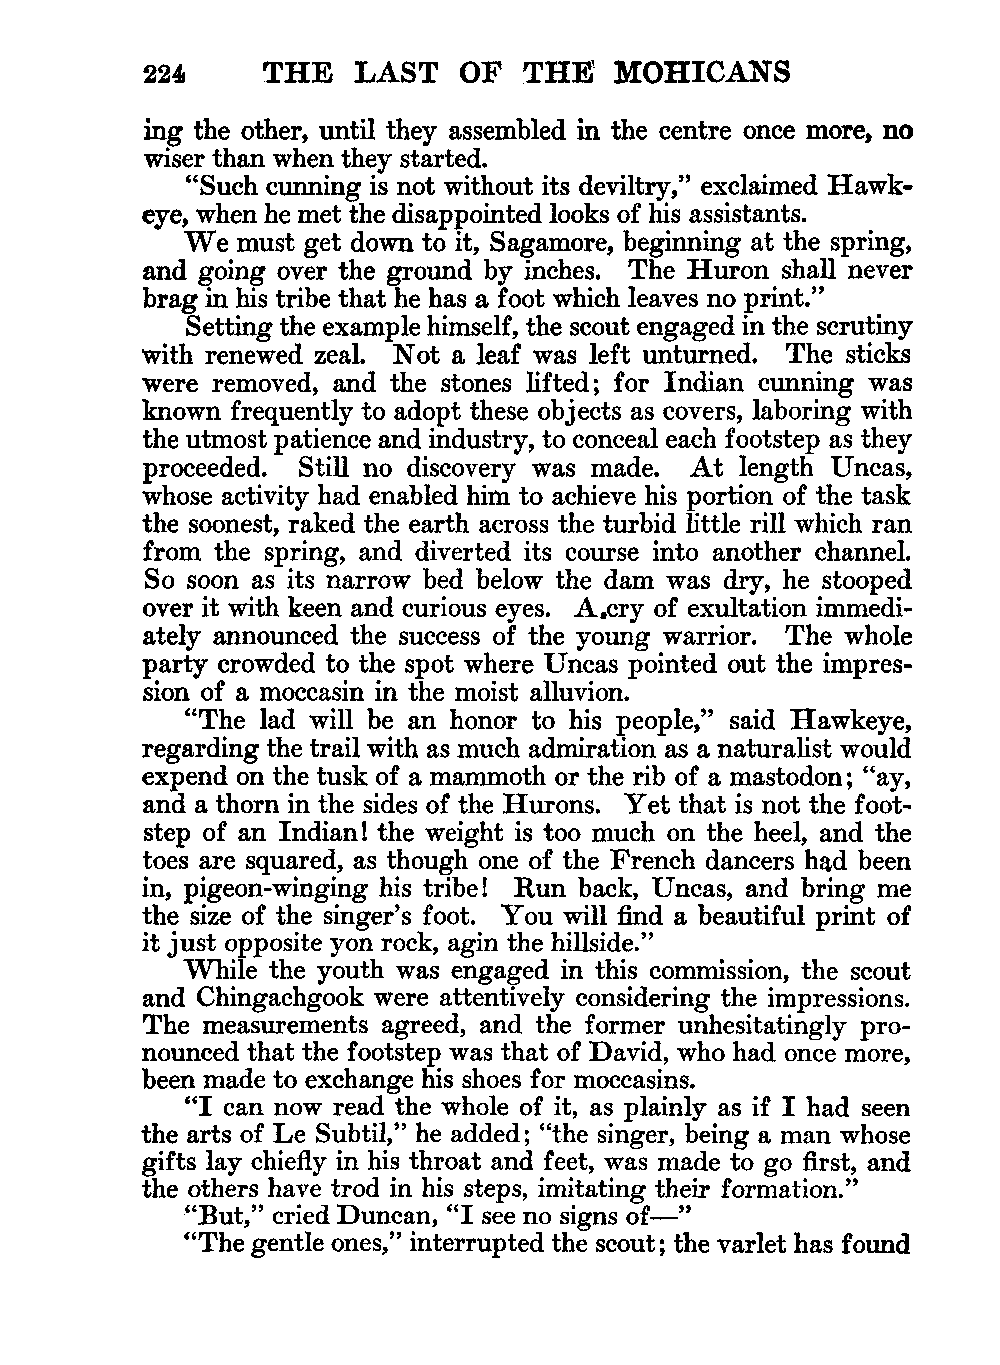 224 THE LAST OF THE MOHICANS
ing the other, until they assembled in the centre once more, no
wiser than when they started.
“Such cunning is not without its deviltry,” exclaimed Hawk-
eye, when he met the disappointed looks of his assistants.
We must get down to it, Sagamore, beginning at the spring,
and going over the ground by inches. The Huron shall never
brag in his tribe that he has a foot which leaves no print.”
Setting the example himself, the scout engaged in the scrutiny
with renewed zeal. Not a leaf was left unturned. The sticks
were removed, and the stones lifted; for Indian cunning was
known frequently to adopt these objects as covers, laboring with
the utmost patience and industry, to conceal each footstep as they
proceeded. Still no discovery was made. At length Uncas,
whose activity had enabled him to achieve his portion of the task
the soonest, raked the earth across the turbid little rill which ran
from the spring, and diverted its course into another channel.
So soon as its narrow bed below the dam was dry, he stooped
over it with keen and curious eyes. A cry of exultation immedi-
ately announced the success of the young warrior. The whole
party crowded to the spot where Uncas pointed out the impres-
sion of a moccasin in the moist alluvion.
“The lad will be an honor to his people,” said Hawkeye,
regarding the trail with as much admiration as a naturalist would
expend on the tusk of a mammoth or the rib of a mastodon; “ay,
and a thorn in the sides of the Hurons. Yet that is not the foot-
step of an Indian! the weight is too much on the heel, and the
toes are squared, as though one of the French dancers had been
in, pigeon-winging his tribe! Run back, Uncas, and bring me
the size of the singer’s foot. You will find a beautiful print of
it just opposite yon rock, agin the hillside.”
While the youth was engaged in this commission, the scout
and Chingachgook were attentively considering the impressions.
The measurements agreed, and the former unhesitatingly pro-
nounced that the footstep was that of David, who had once more,
been made to exchange his shoes for moccasins.
“I can now read the whole of it, as plainly as if I had seen
the arts of Le Subtil,” he added; “the singer, being a man whose
gifts lay chiefly in his throat and feet, was made to go first, and
the others have trod in his steps, imitating their formation.”
“But,” cried Duncan, “I see no signs of—”
“The gentle ones,” interrupted the scout; the varlet has found